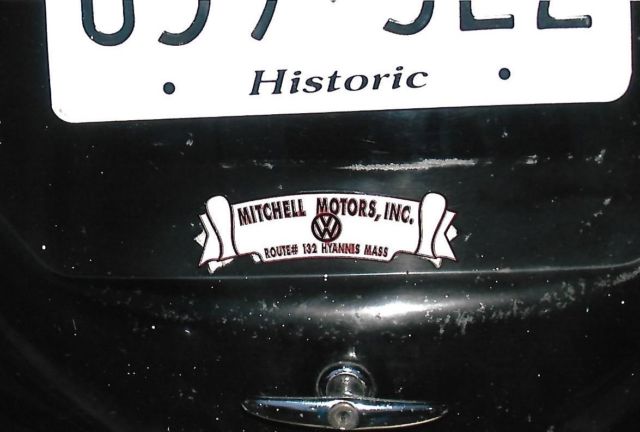 Historic
MITCHELL MOTORS, INC.
VW
ROUTE# 132 HYANNIS MASS